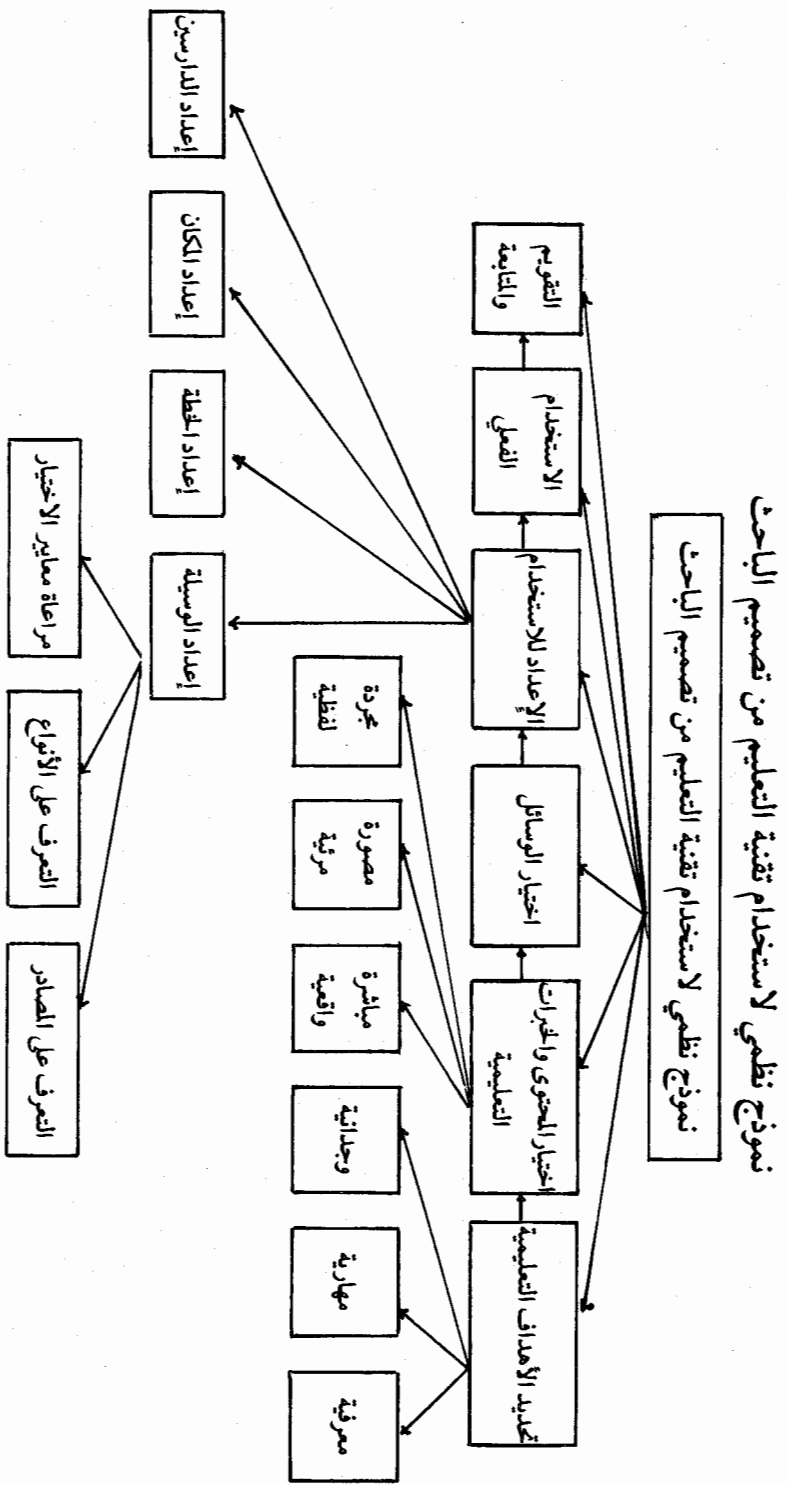 نموذج نظمي لاستخدام تقنية التعليم من تصميم الباحث
نموذج نظمي لاستخدام تقنية التعليم من تصميم الباحث
تحديد الأهداف التعليمية
اختيار المحتوى والخبرات
التعليمية
اختيار الوسائل
الإعداد للاستخدام
الاستخدام
الفعلي
التقويم
والمتابعة
معرفية
مهارية
وجدانية
مباشرة
واقعية
مصورة
مرئية
مجردة
لفظية
إعداد الوسيلة
إعداد الخطة
إعداد المكان
إعداد الدارسين
التعرف على المصادر
التعرف على الأنواع
مراعاة معايير الاختيار